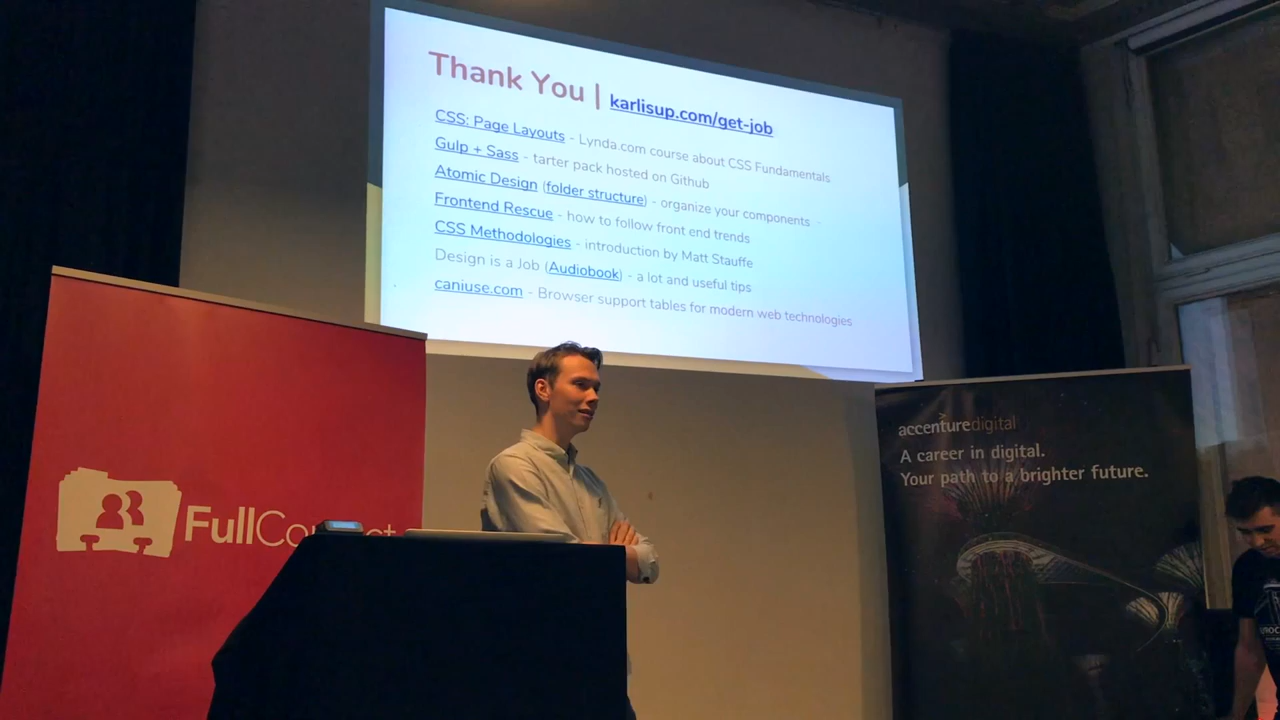 Thank You | karlisup.com/get-job
CSS: Page Layouts - Lynda.com course about CSS Fundamentals
Gulp + Sass - tarter pack hosted on Github
Atomic Design (folder structure) - organize your components -
Frontend Rescue - how to follow front end trends
CSS Methodologies - introduction by Matt Stauffe
Design is a Job (Audiobook) - a lot and useful tips
caniuse.com - Browser support tables for modern web technologies
FullCo
accenturedigital
A career in digital.
Your path to a brighter future.